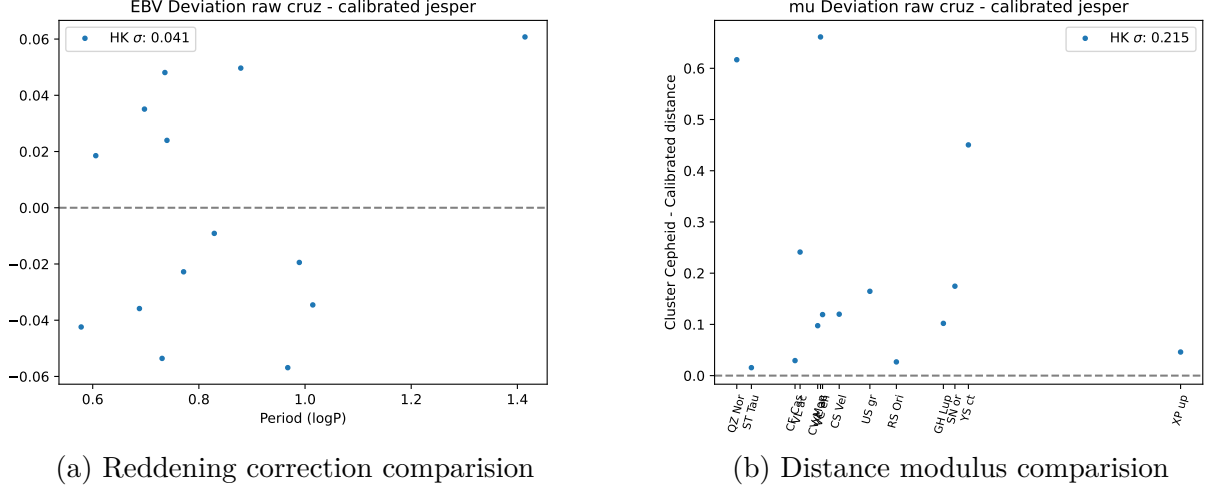 EBV Deviation raw cruz - calibrated jesper
HK σ: 0.041
0.06
0.04
0.02
0.00
−0.02
−0.04
−0.06
0.6
0.8
1.0
1.2
1.4
Period (logP)
(a) Reddening correction comparision
mu Deviation raw cruz - calibrated jesper
HK σ: 0.215
Cluster Cepheid - Calibrated distance
0.6
0.5
0.4
0.3
0.2
0.1
0.0
QZ Nor
ST Tau
CF Cas
CS Vel
US gr
RS Ori
GH Lup
SN or
YS ct
XP up
(b) Distance modulus comparision